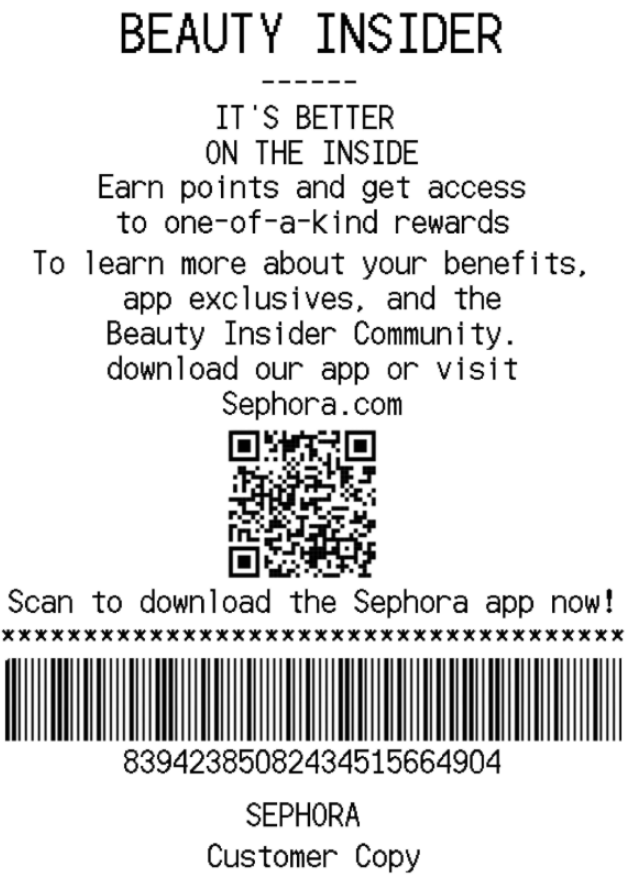 BEAUTY INSIDER
------
IT'S BETTER
ON THE INSIDE
Earn points and get access
to one-of-a-kind rewards
To learn more about your benefits,
app exclusives, and the
Beauty Insider Community.
download our app or visit
Sephora.com
Scan to download the Sephora app now!
**************************************
83942385082434515664904
SEPHORA
Customer Copy